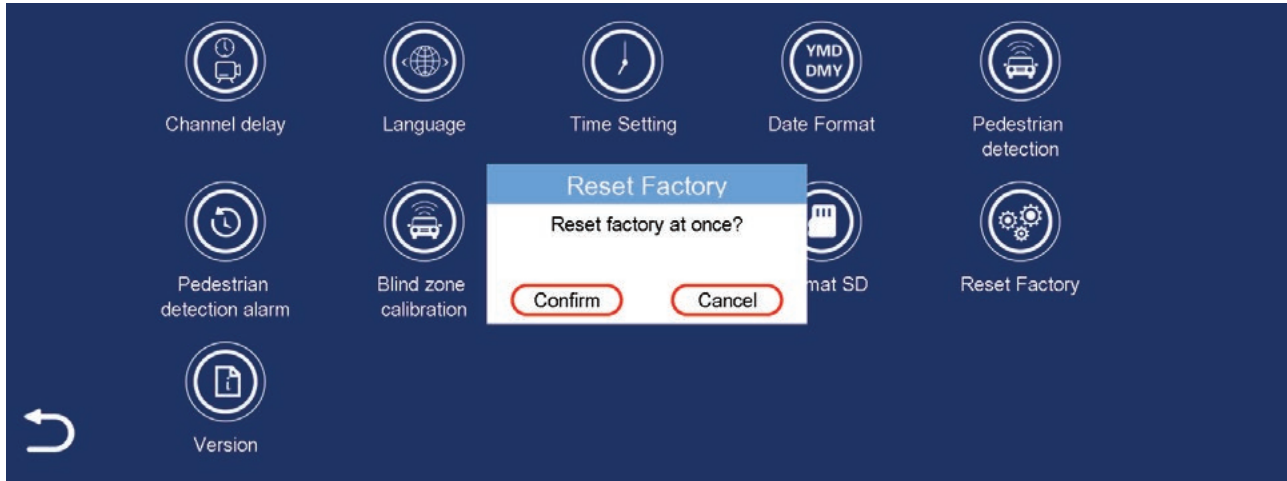 YMD
DMY
Channel delay
Language
Time Setting
Date Format
Pedestrian
detection
Reset Factory
Reset factory at once?
Confirm
Cancel
Pedestrian
detection alarm
Blind zone
calibration
mat SD
Reset Factory
Version